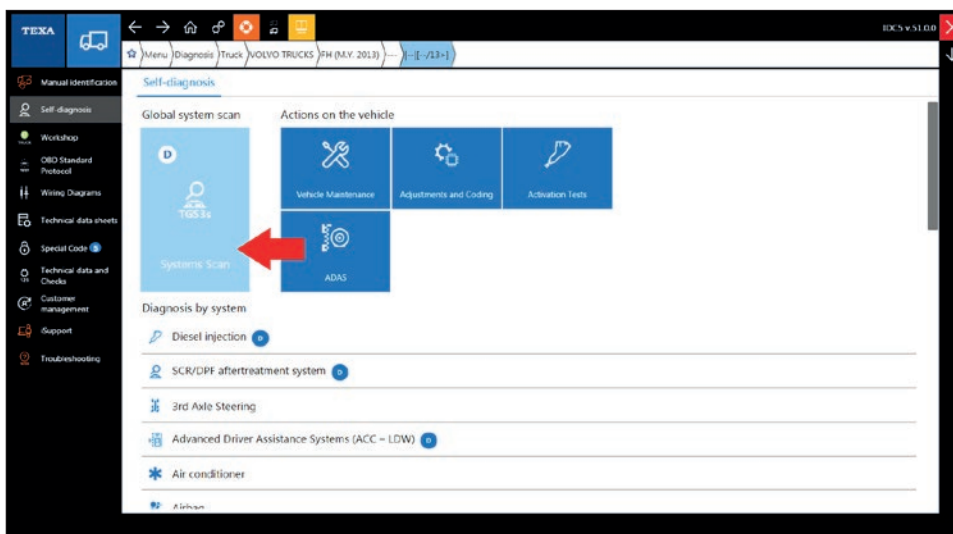 TEXA
IDC5 v.51.0.0
Menu Diagnosis Truck VOLVO TRUCKS FH (M.Y. 2013) --- [--[--/13+]
Manual identification
Self-diagnosis
Workshop
OBD Standard
Protocol
Wiring Diagrams
Technical data sheets
Special Code S
Technical data and
Checks
Customer
management
iSupport
Troubleshooting
Self-diagnosis
Global system scan
Actions on the vehicle
D
TGS3s
Systems Scan
Vehicle Maintenance
Adjustments and Coding
Activation Tests
ADAS
Diagnosis by system
Diesel injection D
SCR/DPF aftertreatment system D
3rd Axle Steering
Advanced Driver Assistance Systems (ACC – LDW) D
Air conditioner
Airbag